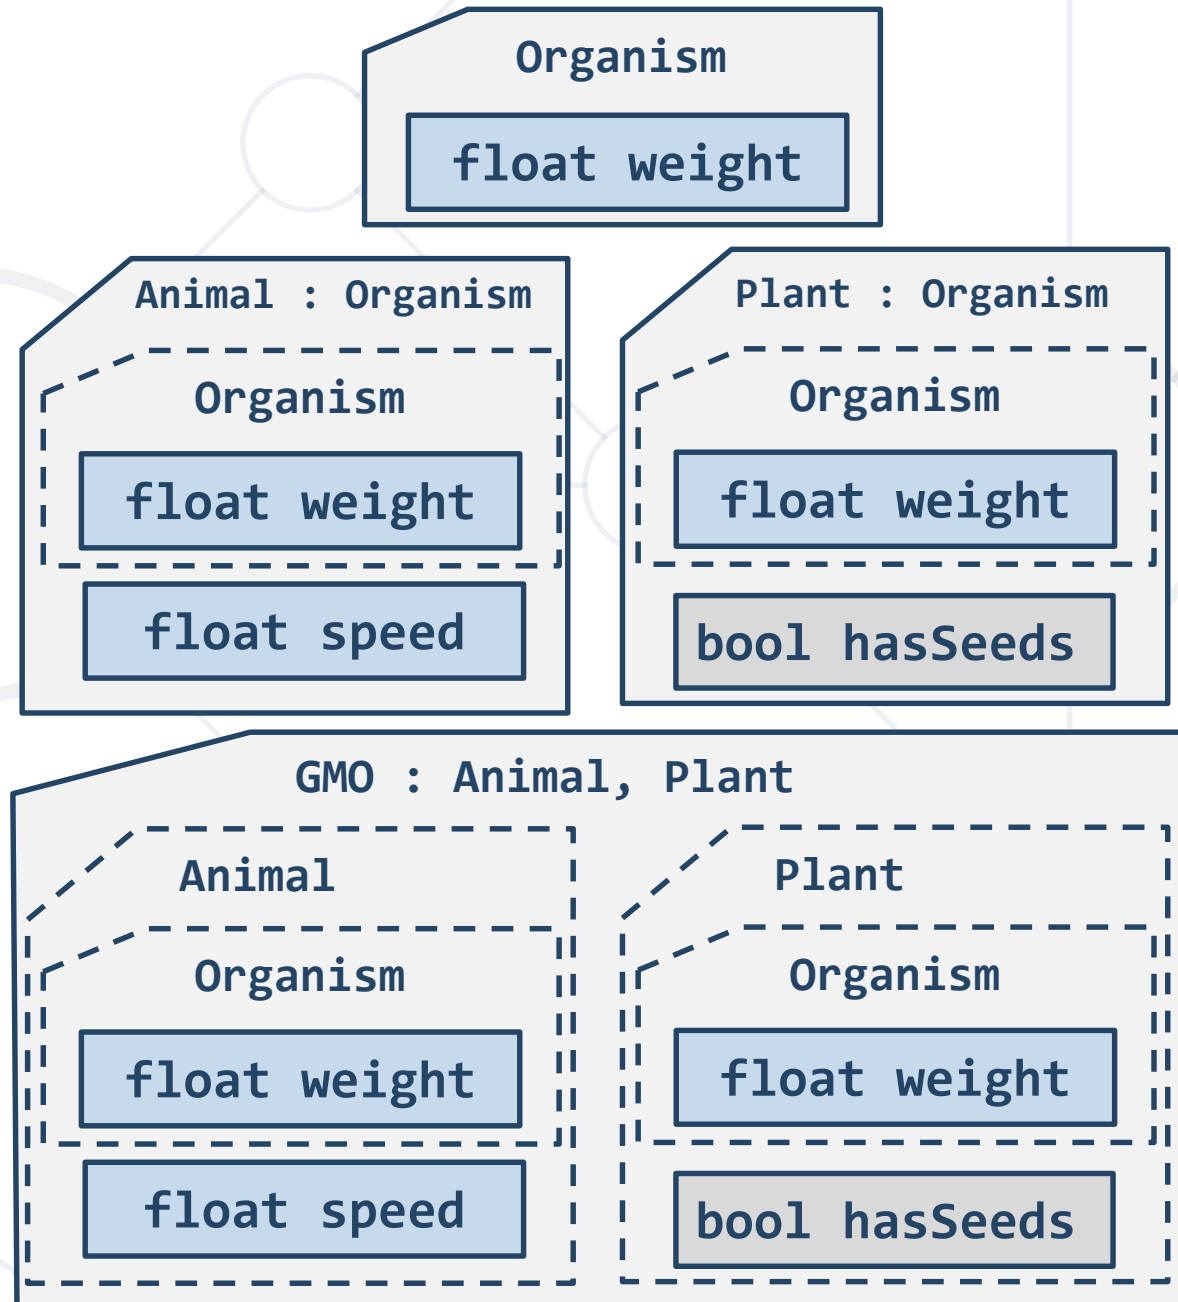 Organism
float weight
Animal : Organism
Organism
float weight
float speed
Plant : Organism
Organism
float weight
bool hasSeeds
GMO : Animal, Plant
Animal
Organism
float weight
float speed
Plant
Organism
float weight
bool hasSeeds